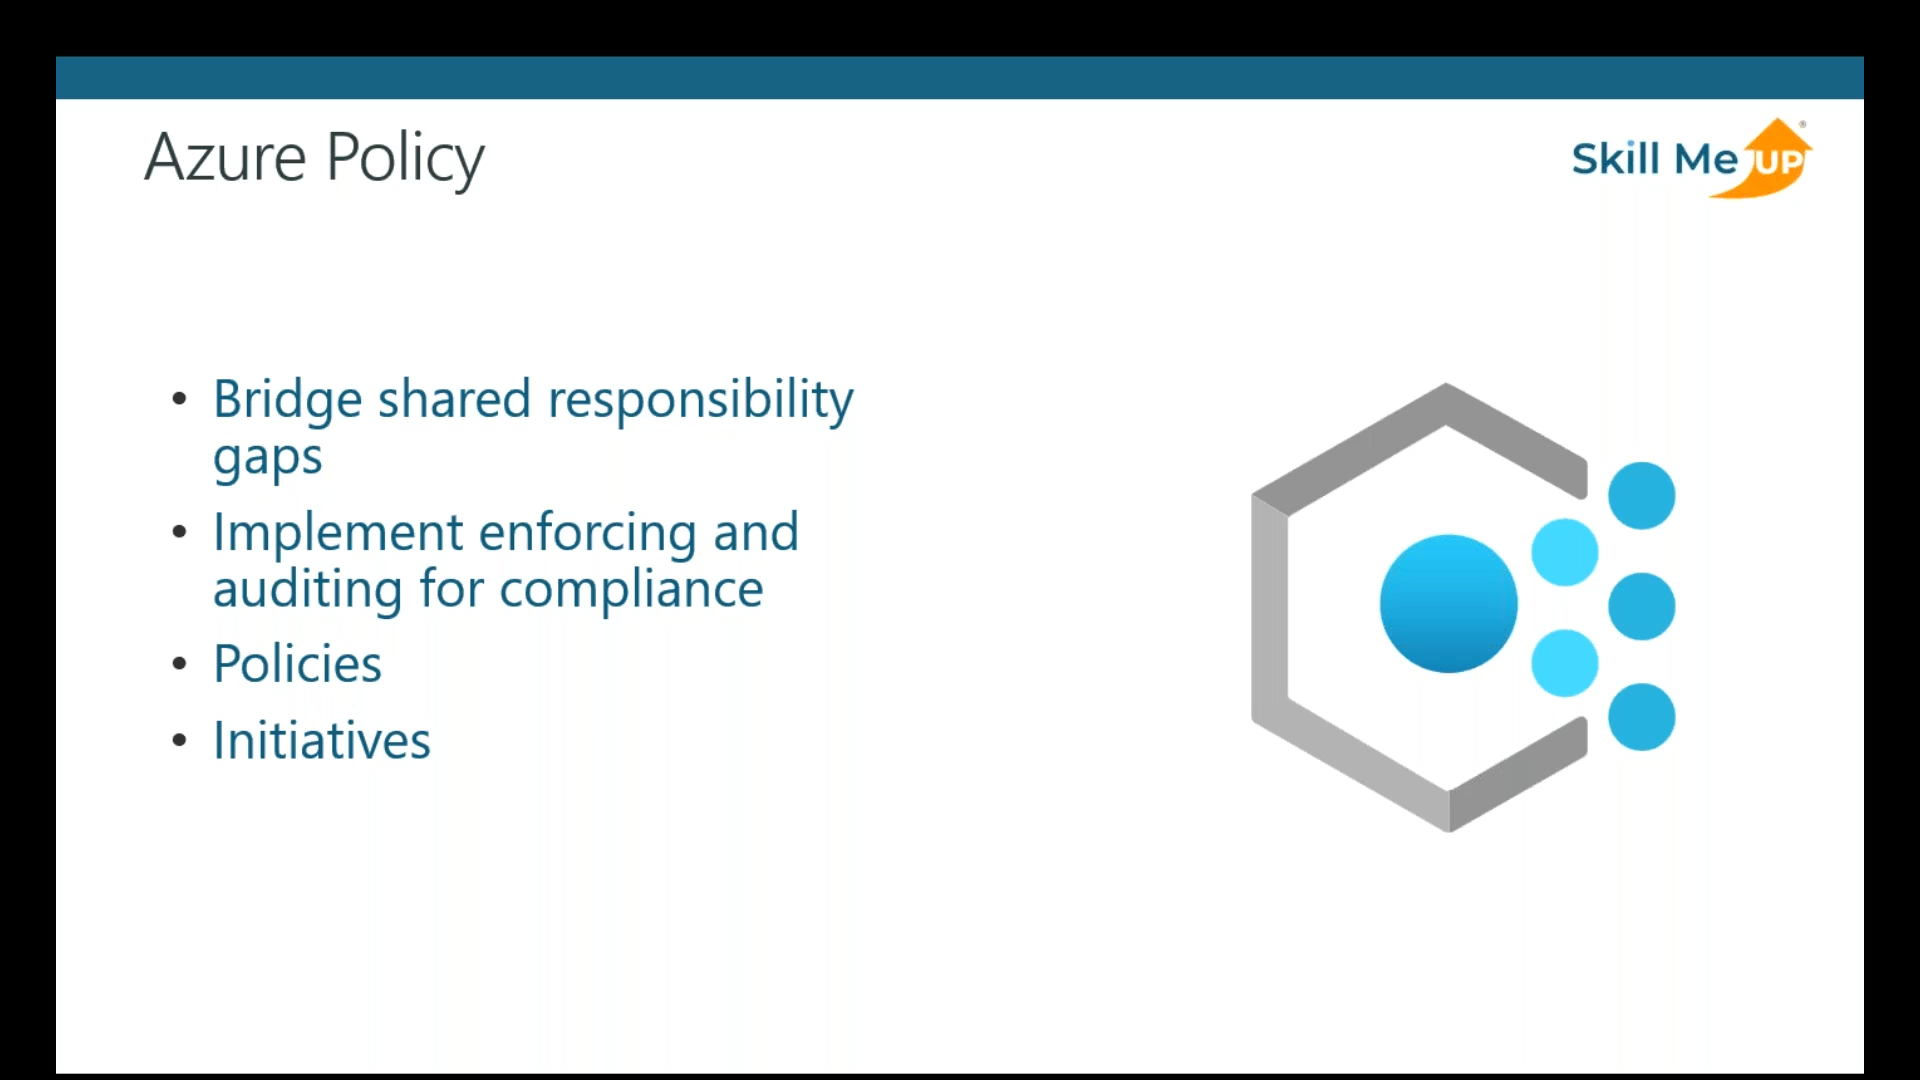 Azure Policy
Skill Me UP®
• Bridge shared responsibility
gaps
• Implement enforcing and
auditing for compliance
• Policies
• Initiatives